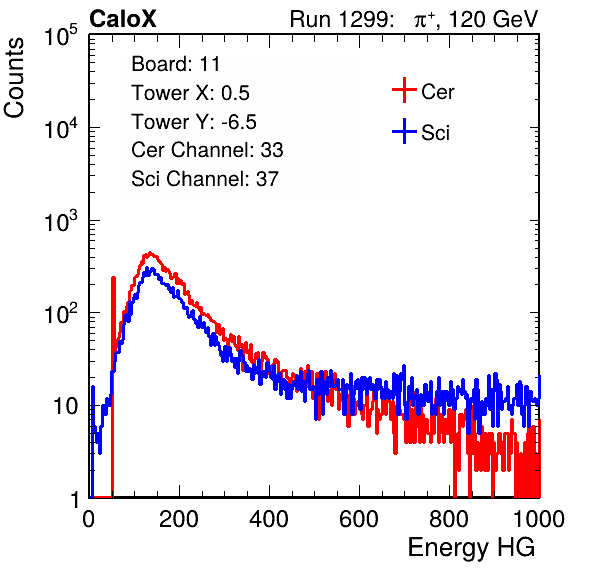 CaloX Run 1299: π⁺, 120 GeV
Counts
10⁵
10⁴
10³
10²
10
1
Board: 11
Tower X: 0.5
Tower Y: -6.5
Cer Channel: 33
Sci Channel: 37
Cer
Sci
0 200 400 600 800 1000
Energy HG